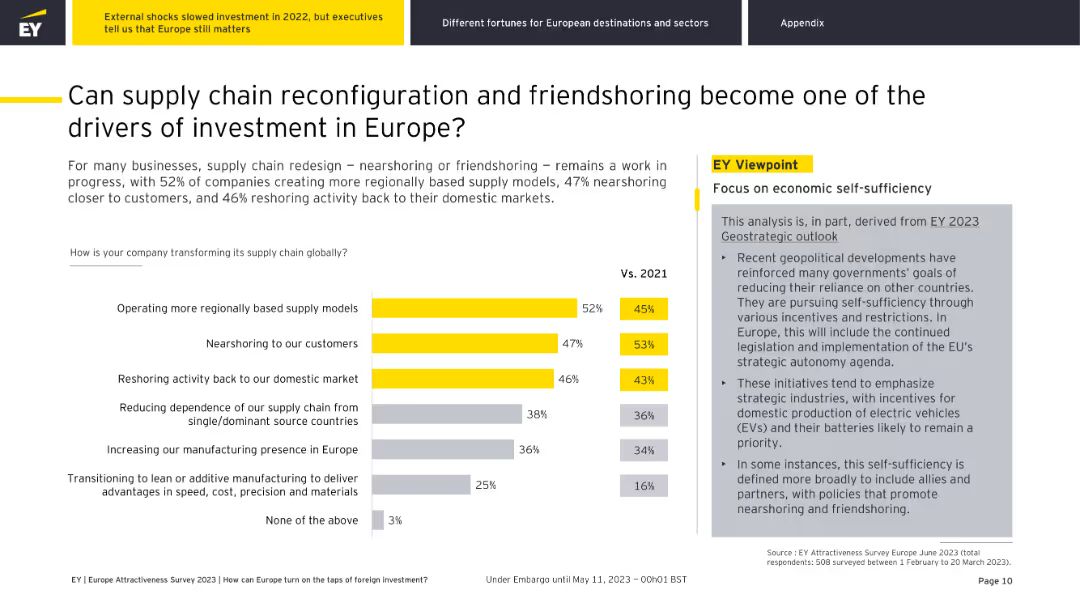 EY
External shocks slowed investment in 2022, but executives
tell us that Europe still matters
Different fortunes for European destinations and sectors
Appendix
Can supply chain reconfiguration and friendshoring become one of the
drivers of investment in Europe?
For many businesses, supply chain redesign — nearshoring or friendshoring — remains a work in
progress, with 52% of companies creating more regionally based supply models, 47% nearshoring
closer to customers, and 46% reshoring activity back to their domestic markets.
How is your company transforming its supply chain globally?
Vs. 2021
Operating more regionally based supply models 52% 45%
Nearshoring to our customers 47% 53%
Reshoring activity back to our domestic market 46% 43%
Reducing dependence of our supply chain from
single/dominant source countries 38% 36%
Increasing our manufacturing presence in Europe 36% 34%
Transitioning to lean or additive manufacturing to deliver
advantages in speed, cost, precision and materials 25% 16%
None of the above 3%
EY Viewpoint
Focus on economic self-sufficiency
This analysis is, in part, derived from EY 2023
Geostrategic outlook
‣ Recent geopolitical developments have
reinforced many governments' goals of
reducing their reliance on other countries.
They are pursuing self-sufficiency through
various incentives and restrictions. In
Europe, this will include the continued
legislation and implementation of the EU's
strategic autonomy agenda.
‣ These initiatives tend to emphasize
strategic industries, with incentives for
domestic production of electric vehicles
(EVs) and their batteries likely to remain a
priority.
‣ In some instances, this self-sufficiency is
defined more broadly to include allies and
partners, with policies that promote
nearshoring and friendshoring.
Source : EY Attractiveness Survey Europe June 2023 (total
respondents: 508 surveyed between 1 February to 20 March 2023).
EY | Europe Attractiveness Survey 2023 | How can Europe turn on the taps of foreign investment?
Under Embargo until May 11, 2023 — 00h01 BST
Page 10